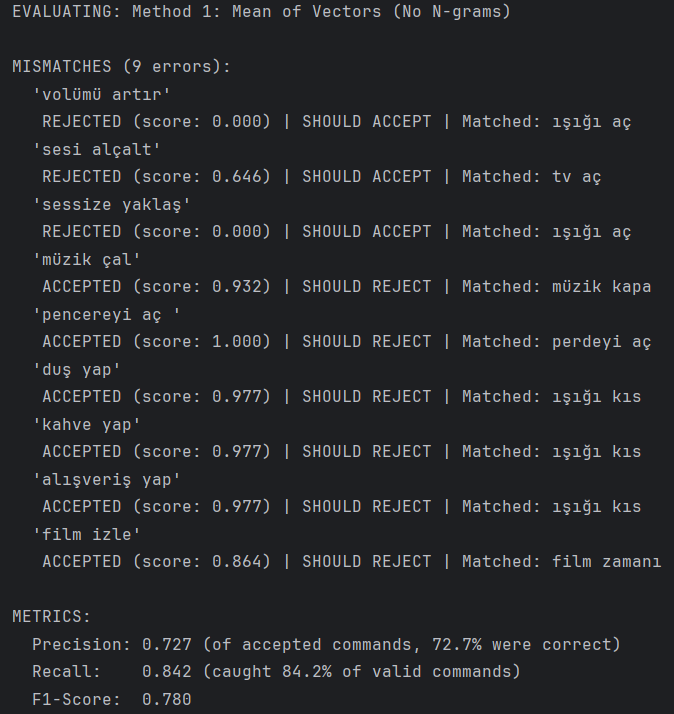 EVALUATING: Method 1: Mean of Vectors (No N-grams)
MISMATCHES (9 errors):
'volümü artır'
REJECTED (score: 0.000) | SHOULD ACCEPT | Matched: ışığı aç
'sesi alçalt'
REJECTED (score: 0.646) | SHOULD ACCEPT | Matched: tv aç
'sessize yaklaş'
REJECTED (score: 0.000) | SHOULD ACCEPT | Matched: ışığı aç
'müzik çal'
ACCEPTED (score: 0.932) | SHOULD REJECT | Matched: müzik kapa
'pencereyi aç '
ACCEPTED (score: 1.000) | SHOULD REJECT | Matched: perdeyi aç
'duş yap'
ACCEPTED (score: 0.977) | SHOULD REJECT | Matched: ışığı kıs
'kahve yap'
ACCEPTED (score: 0.977) | SHOULD REJECT | Matched: ışığı kıs
'alışveriş yap'
ACCEPTED (score: 0.977) | SHOULD REJECT | Matched: ışığı kıs
'film izle'
ACCEPTED (score: 0.864) | SHOULD REJECT | Matched: film zamanı
METRICS:
Precision: 0.727 (of accepted commands, 72.7% were correct)
Recall: 0.842 (caught 84.2% of valid commands)
F1-Score: 0.780